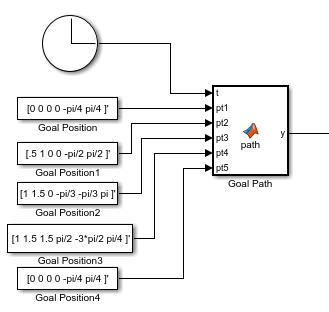 [0 0 0 0 -pi/4 pi/4 ]'
Goal Position
[.5 1 0 0 -pi/2 pi/2 ]'
Goal Position1
[1 1.5 0 -pi/3 -pi/3 pi ]'
Goal Position2
[1 1.5 1.5 pi/2 -3*pi/2 pi/4 ]'
Goal Position3
[0 0 0 0 -pi/4 pi/4 ]'
Goal Position4
t
pt1
pt2
pt3
pt4
pt5
path
y
Goal Path